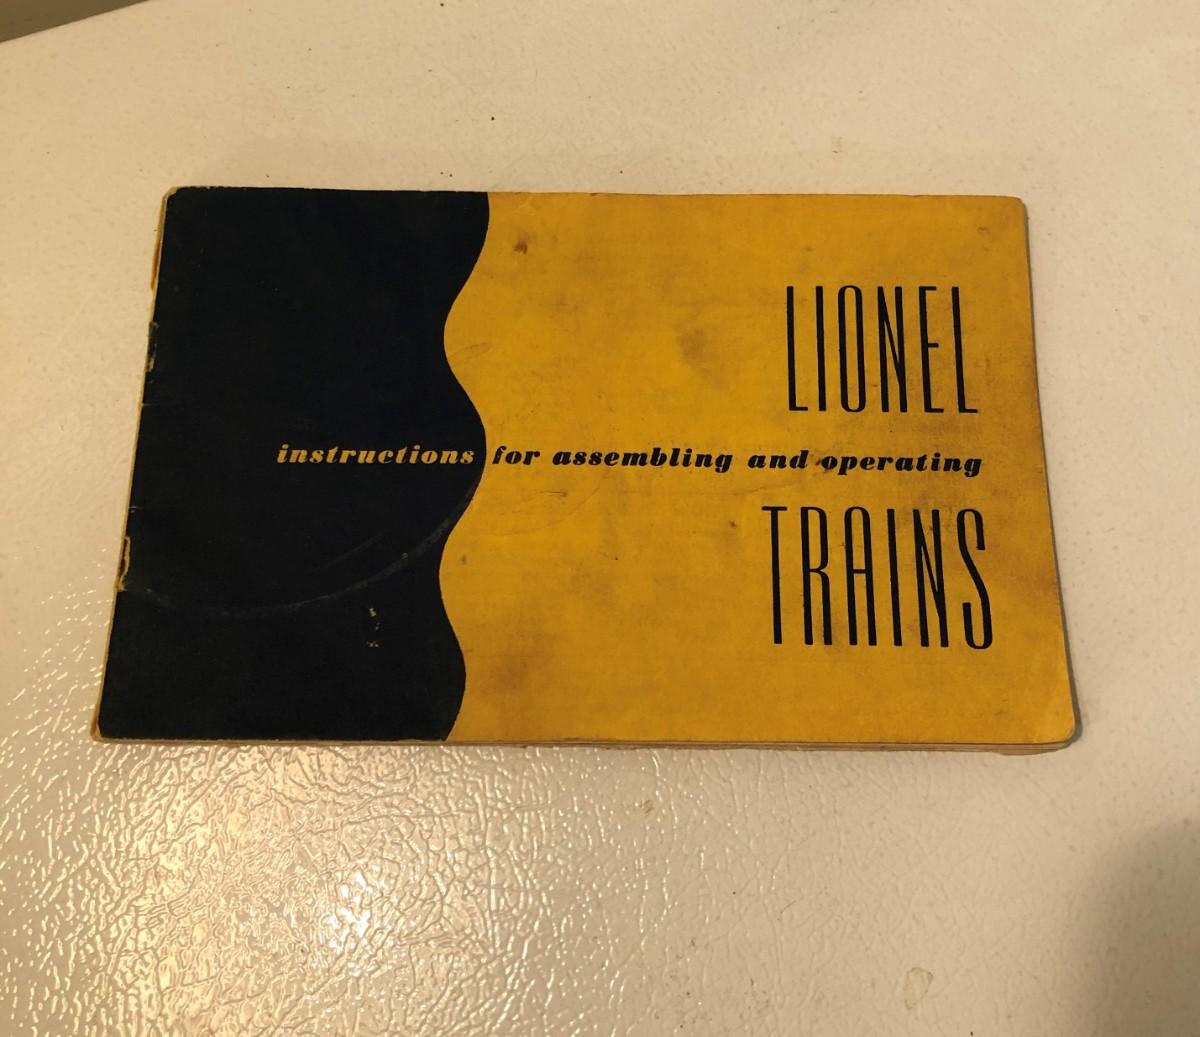 LIONEL
instructions for assembling and operating
TRAINS